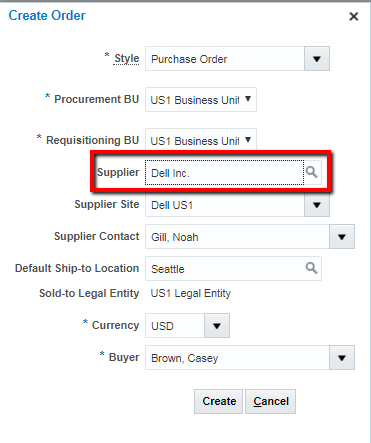 Create Order
* Style Purchase Order
* Procurement BU US1 Business Unit
* Requisitioning BU US1 Business Unit
Supplier Dell Inc.
Supplier Site Dell US1
Supplier Contact Gill, Noah
Default Ship-to Location Seattle
Sold-to Legal Entity US1 Legal Entity
* Currency USD
* Buyer Brown, Casey
Create Cancel